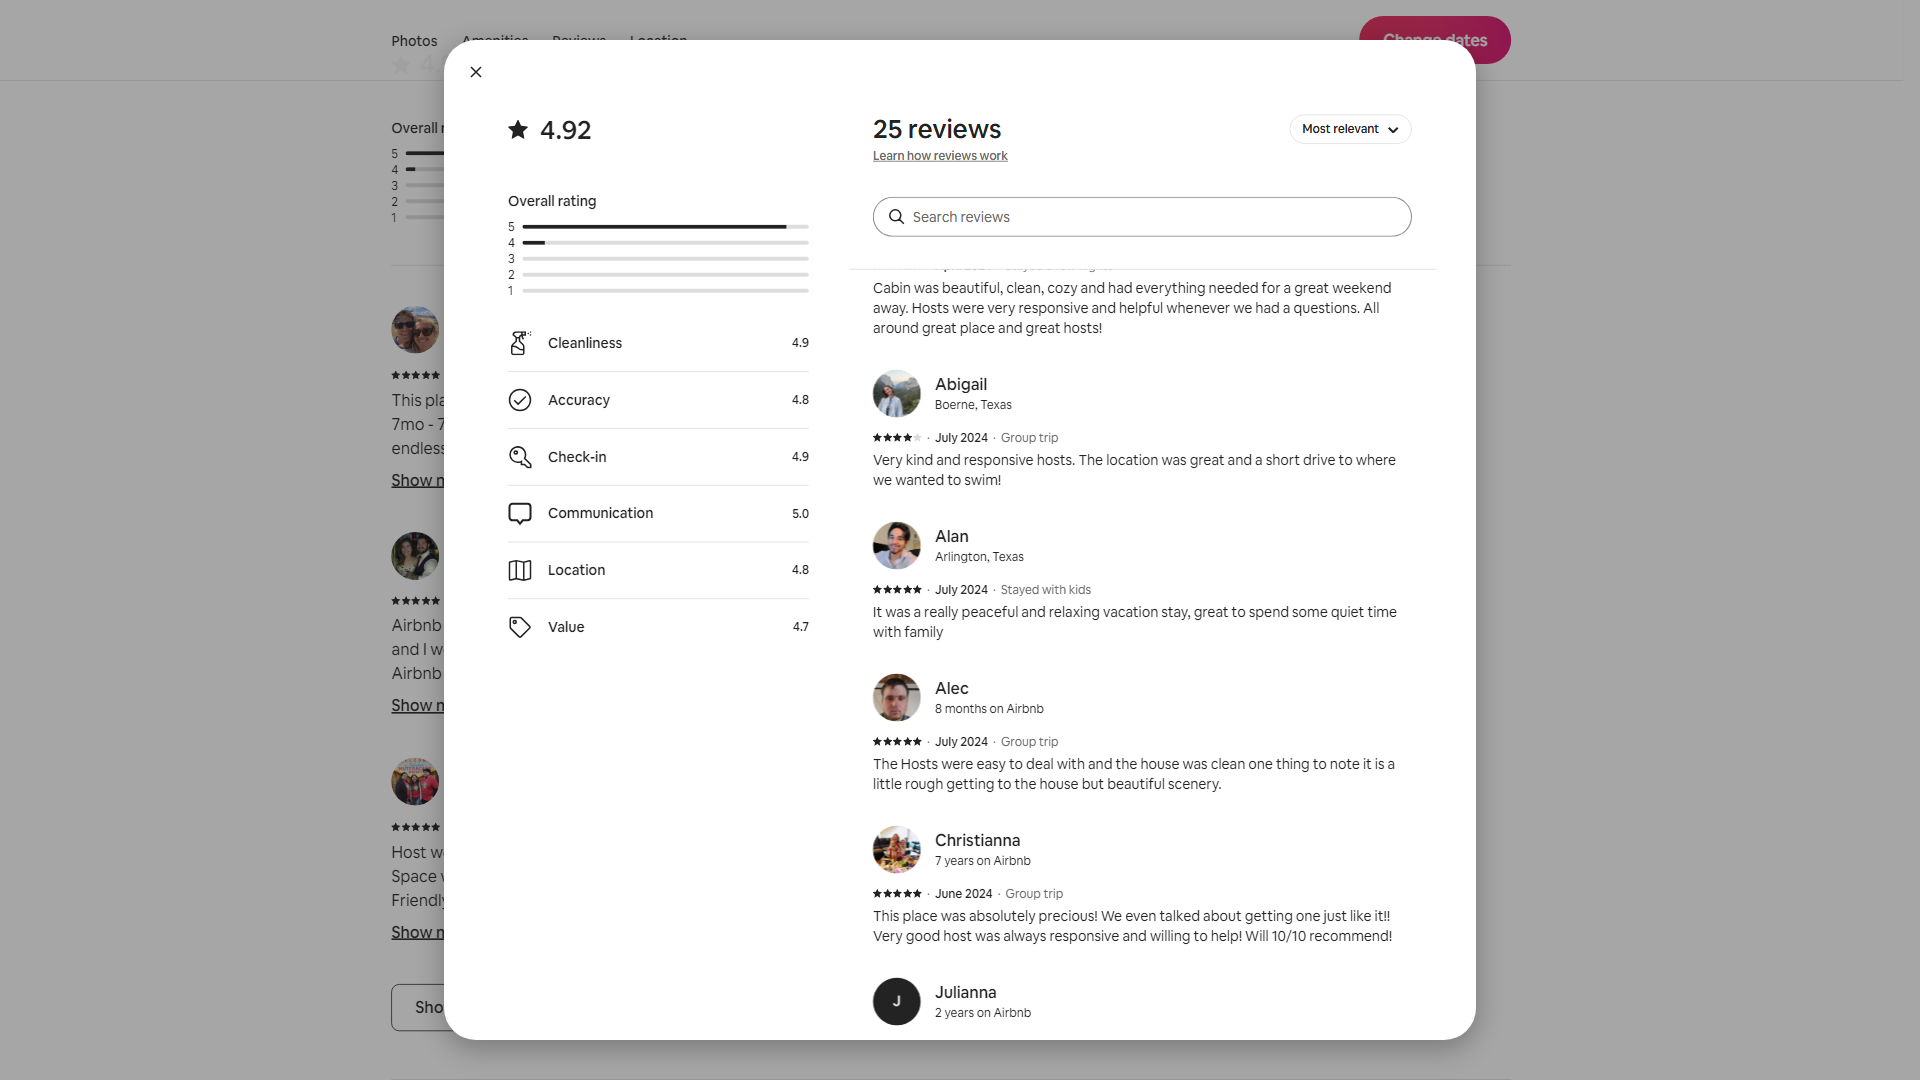 Photos Amenities Reviews Location
Change dates
4.92
25 reviews
Most relevant
Learn how reviews work
Search reviews
Overall rating
5
4
3
2
1
Cleanliness 4.9
Accuracy 4.8
Check-in 4.9
Communication 5.0
Location 4.8
Value 4.7
Cabin was beautiful, clean, cozy and had everything needed for a great weekend
away. Hosts were very responsive and helpful whenever we had a questions. All
around great place and great hosts!
Abigail
Boerne, Texas
· July 2024 · Group trip
Very kind and responsive hosts. The location was great and a short drive to where
we wanted to swim!
Alan
Arlington, Texas
· July 2024 · Stayed with kids
It was a really peaceful and relaxing vacation stay, great to spend some quiet time
with family
Alec
8 months on Airbnb
· July 2024 · Group trip
The Hosts were easy to deal with and the house was clean one thing to note it is a
little rough getting to the house but beautiful scenery.
Christianna
7 years on Airbnb
· June 2024 · Group trip
This place was absolutely precious! We even talked about getting one just like it!!
Very good host was always responsive and willing to help! Will 10/10 recommend!
J
Julianna
2 years on Airbnb
Overall
5
4
3
2
1
This
7mo - 7
endless
Show
Airbnb
and I
Airbnb
Show
Host
Space
Friendly
Show